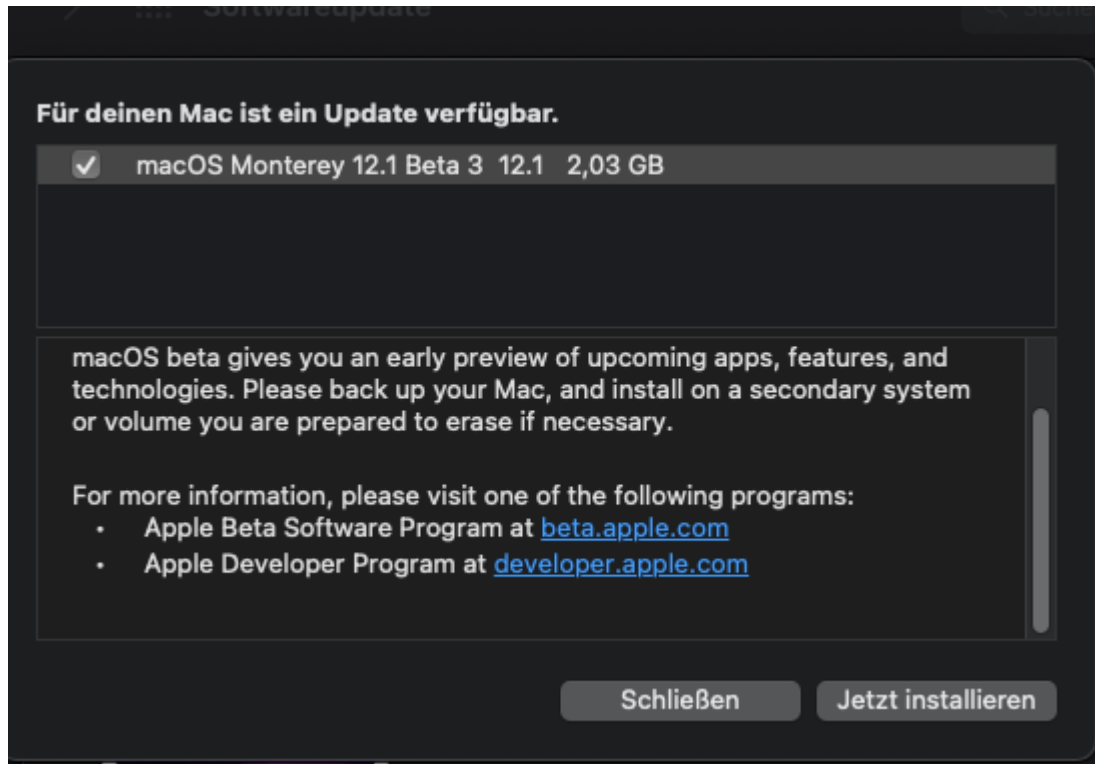 Softwareupdate
Suche
Für deinen Mac ist ein Update verfügbar.
macOS Monterey 12.1 Beta 3 12.1 2,03 GB
macOS beta gives you an early preview of upcoming apps, features, and
technologies. Please back up your Mac, and install on a secondary system
or volume you are prepared to erase if necessary.
For more information, please visit one of the following programs:
• Apple Beta Software Program at beta.apple.com
• Apple Developer Program at developer.apple.com
Schließen Jetzt installieren